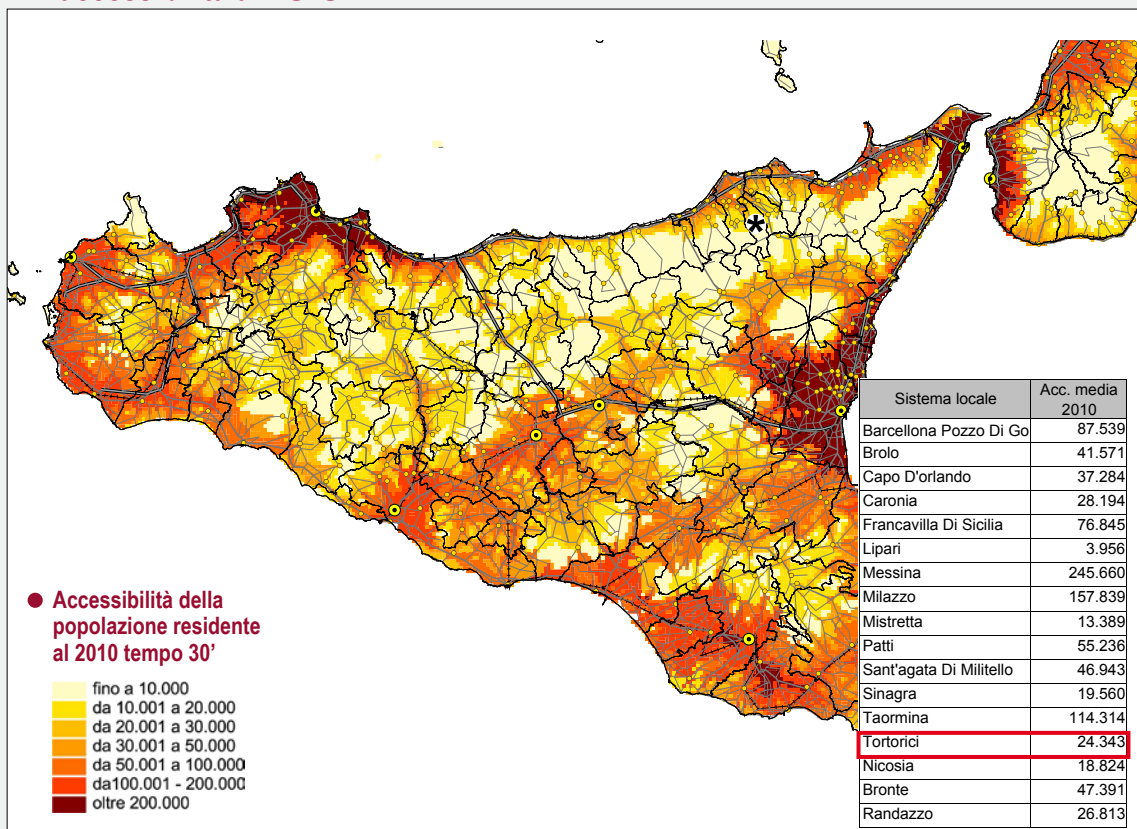 Accessibilità della
popolazione residente
al 2010 tempo 30’
fino a 10.000
da 10.001 a 20.000
da 20.001 a 30.000
da 30.001 a 50.000
da 50.001 a 100.000
da100.001 - 200.000
oltre 200.000
Sistema locale Acc. media 2010
Barcellona Pozzo Di Go 87.539
Brolo 41.571
Capo D'orlando 37.284
Caronia 28.194
Francavilla Di Sicilia 76.845
Lipari 3.956
Messina 245.660
Milazzo 157.839
Mistretta 13.389
Patti 55.236
Sant'agata Di Militello 46.943
Sinagra 19.560
Taormina 114.314
Tortorici 24.343
Nicosia 18.824
Bronte 47.391
Randazzo 26.813